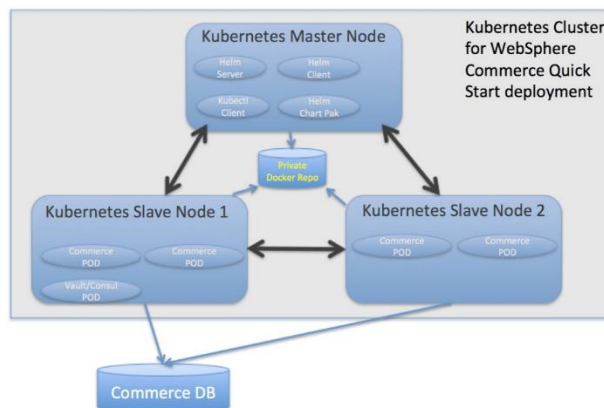 Kubernetes Master Node
Helm
Server
Helm
Client
Kubectl
Client
Helm
Chart Pak
Kubernetes Cluster
for WebSphere
Commerce Quick
Start deployment
Private
Docker Repo
Kubernetes Slave Node 1
Commerce
POD
Commerce
POD
Vault/Consul
POD
Kubernetes Slave Node 2
Commerce
POD
Commerce
POD
Commerce DB